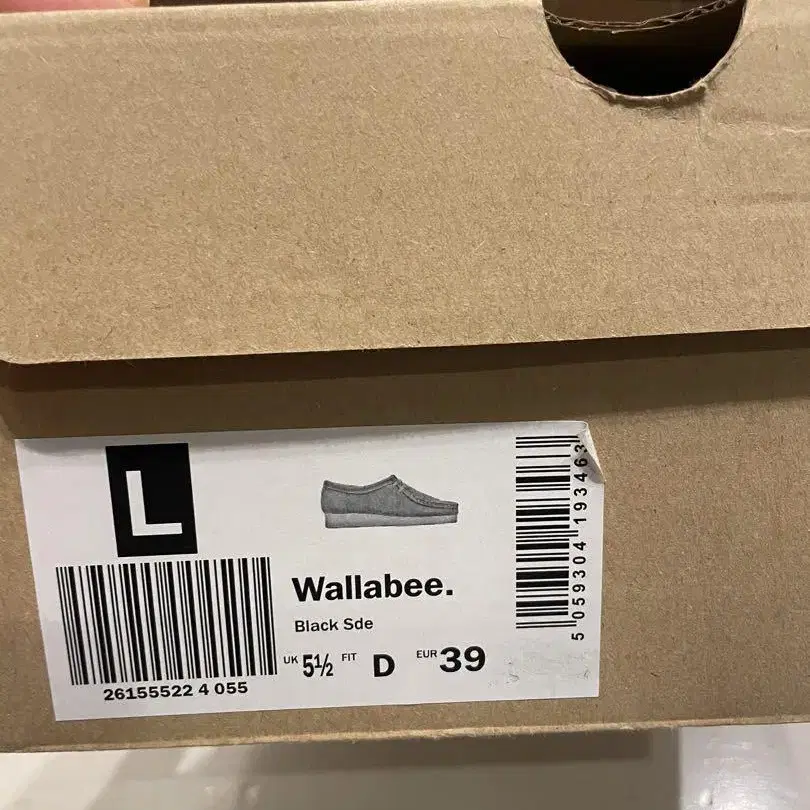 L
26155522 4 055
Wallabee.
Black Sde
UK 5½ FIT D EUR 39
5 059304 193463